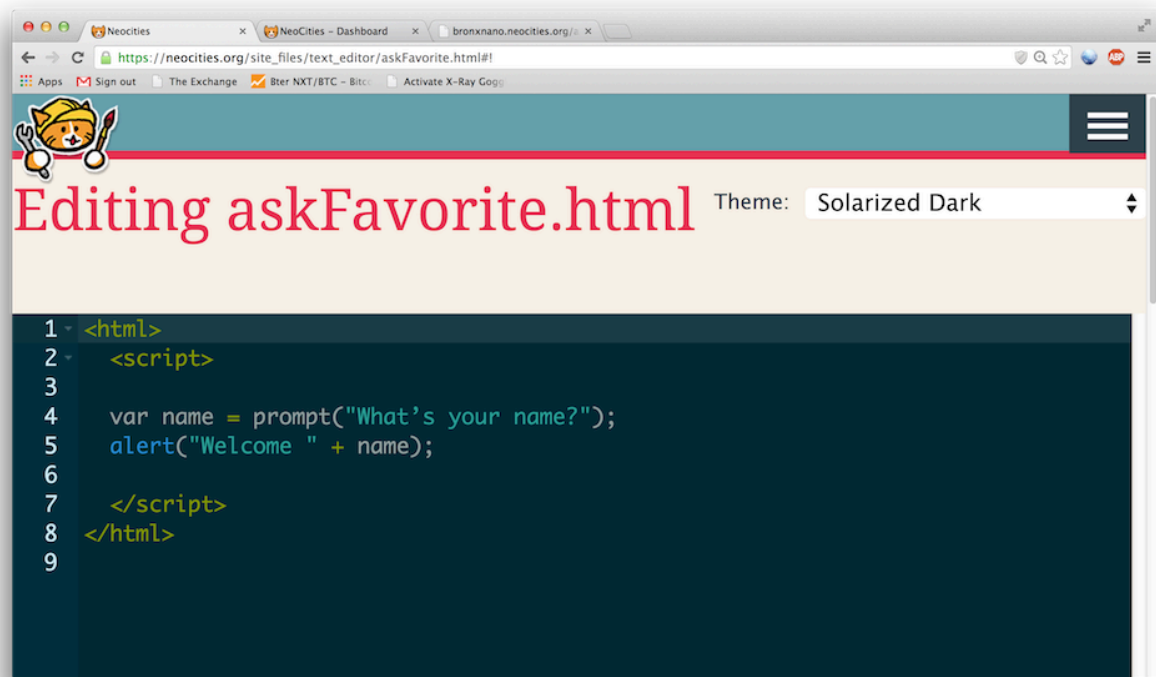 Neocities
NeoCities – Dashboard
bronxnano.neocities.org/
https://neocities.org/site_files/text_editor/askFavorite.html#!
ABP
Apps Sign out The Exchange Bter NXT/BTC – Bitc Activate X-Ray Gog
Editing askFavorite.html
Theme: Solarized Dark
1 <html>
2 <script>
3
4 var name = prompt("What’s your name?");
5 alert("Welcome " + name);
6
7 </script>
8 </html>
9